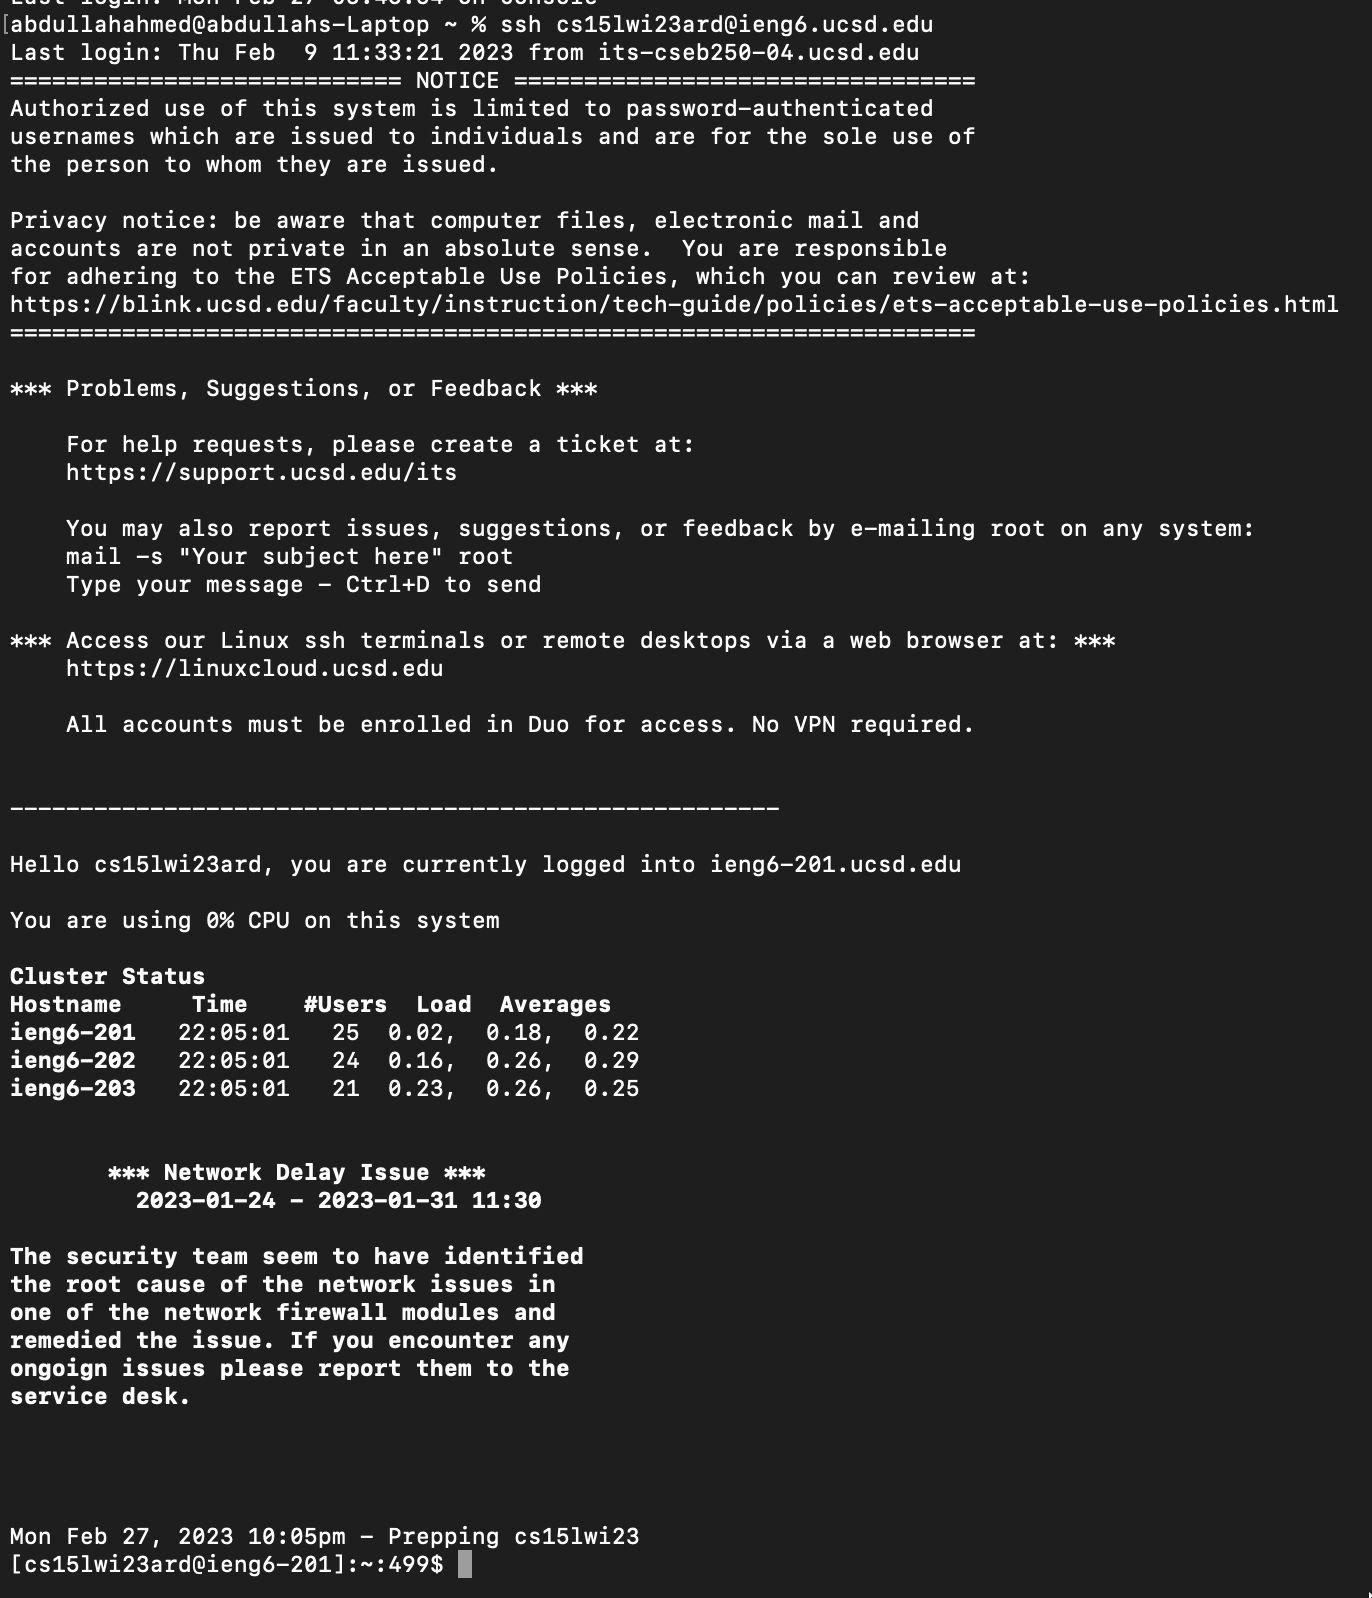 Last login: Mon Feb 27 on console
[abdullahahmed@abdullahs-Laptop ~ % ssh cs15lwi23ard@ieng6.ucsd.edu
Last login: Thu Feb  9 11:33:21 2023 from its-cseb250-04.ucsd.edu
============================ NOTICE =================================
Authorized use of this system is limited to password-authenticated
usernames which are issued to individuals and are for the sole use of
the person to whom they are issued.

Privacy notice: be aware that computer files, electronic mail and
accounts are not private in an absolute sense.  You are responsible
for adhering to the ETS Acceptable Use Policies, which you can review at:
https://blink.ucsd.edu/faculty/instruction/tech-guide/policies/ets-acceptable-use-policies.html
=====================================================================

*** Problems, Suggestions, or Feedback ***

    For help requests, please create a ticket at:
    https://support.ucsd.edu/its

    You may also report issues, suggestions, or feedback by e-mailing root on any system:
    mail -s "Your subject here" root
    Type your message - Ctrl+D to send

*** Access our Linux ssh terminals or remote desktops via a web browser at: ***
    https://linuxcloud.ucsd.edu

    All accounts must be enrolled in Duo for access. No VPN required.


-------------------------------------------------------

Hello cs15lwi23ard, you are currently logged into ieng6-201.ucsd.edu

You are using 0% CPU on this system

Cluster Status
Hostname     Time    #Users  Load  Averages
ieng6-201   22:05:01   25  0.02,  0.18,  0.22
ieng6-202   22:05:01   24  0.16,  0.26,  0.29
ieng6-203   22:05:01   21  0.23,  0.26,  0.25


       *** Network Delay Issue ***
         2023-01-24 - 2023-01-31 11:30

The security team seem to have identified
the root cause of the network issues in
one of the network firewall modules and
remedied the issue. If you encounter any
ongoign issues please report them to the
service desk.




Mon Feb 27, 2023 10:05pm - Prepping cs15lwi23
[cs15lwi23ard@ieng6-201]:~:499$